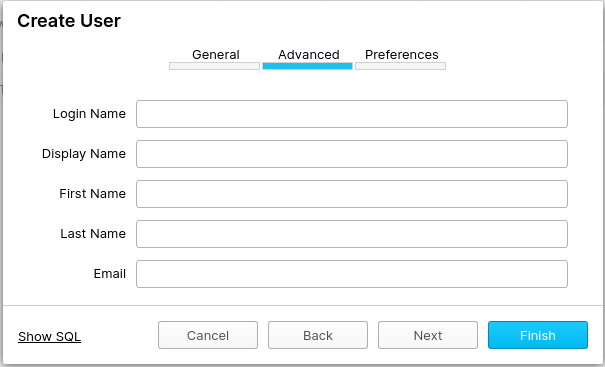 Create User
General Advanced Preferences
Login Name
Display Name
First Name
Last Name
Email
Show SQL Cancel Back Next Finish